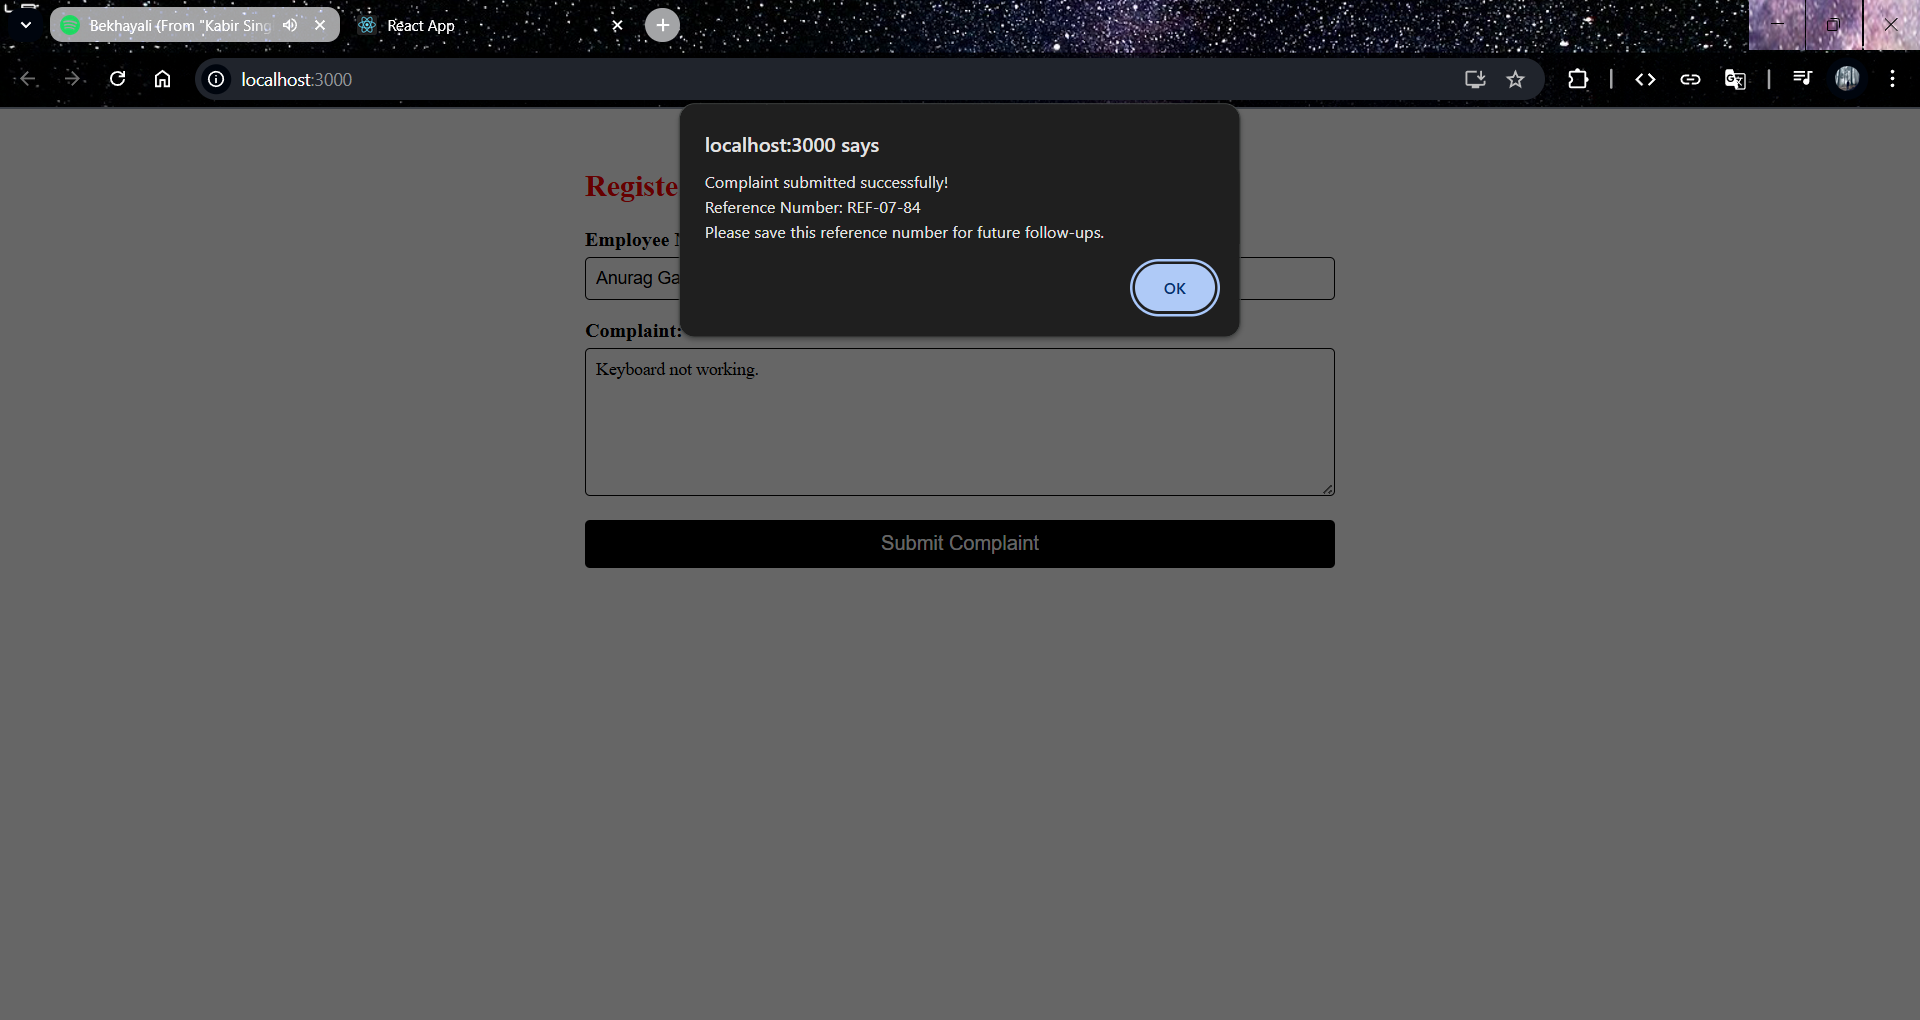 Bekhayali (From "Kabir Sing
React App
localhost:3000
localhost:3000 says
Complaint submitted successfully!
Reference Number: REF-07-84
Please save this reference number for future follow-ups.
OK
Registe
Employee
Anurag Ga
Complaint:
Keyboard not working.
Submit Complaint